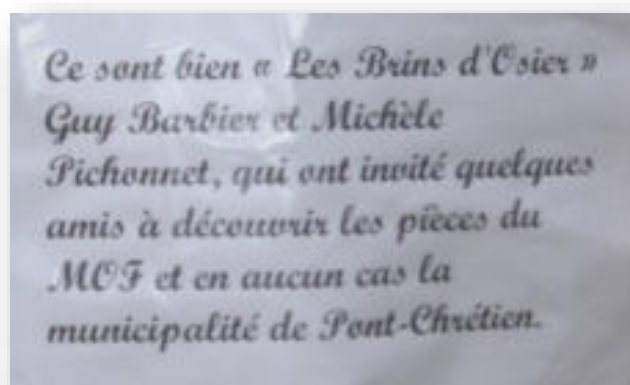 Ce sont bien « Les Brins d'Osier »
Guy Barbier et Michèle
Pichonnet, qui ont invité quelques
amis à découvrir les pièces du
MOF et en aucun cas la
municipalité de Pont-Chrétien.